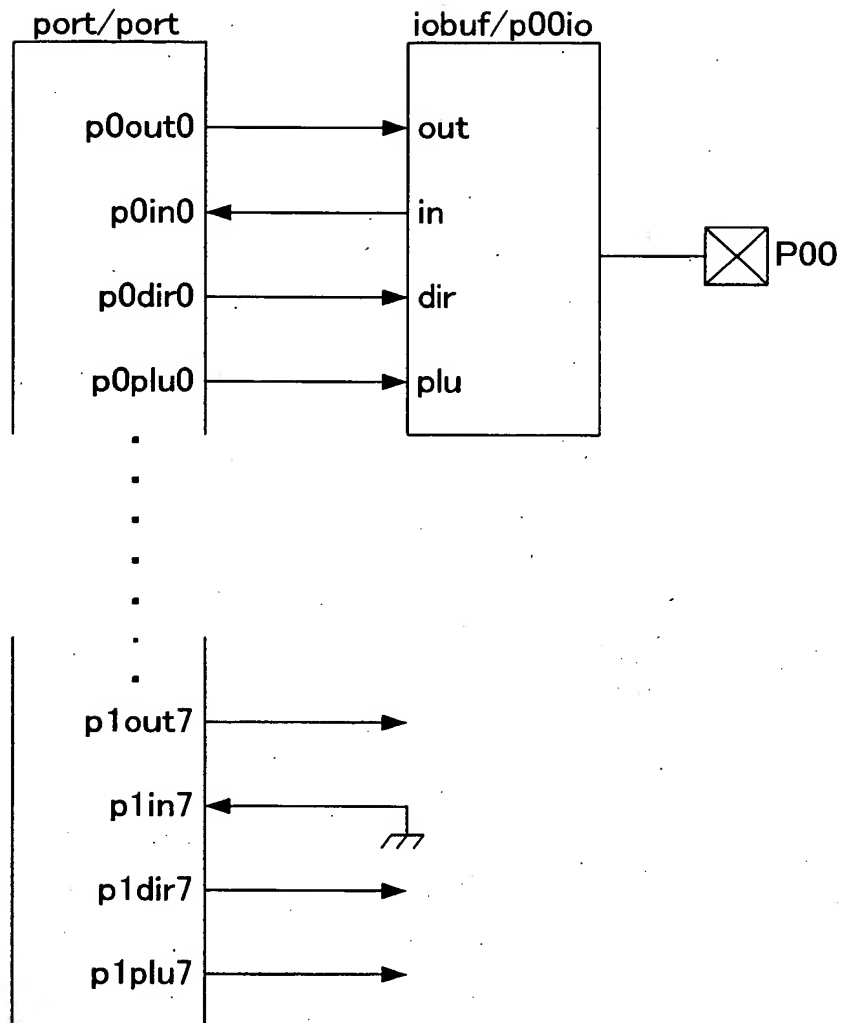 port/port
iobuf/p00io
p0out0
out
p0in0
in
P00
p0dir0
dir
p0plu0
plu
p1out7
p1in7
p1dir7
p1plu7